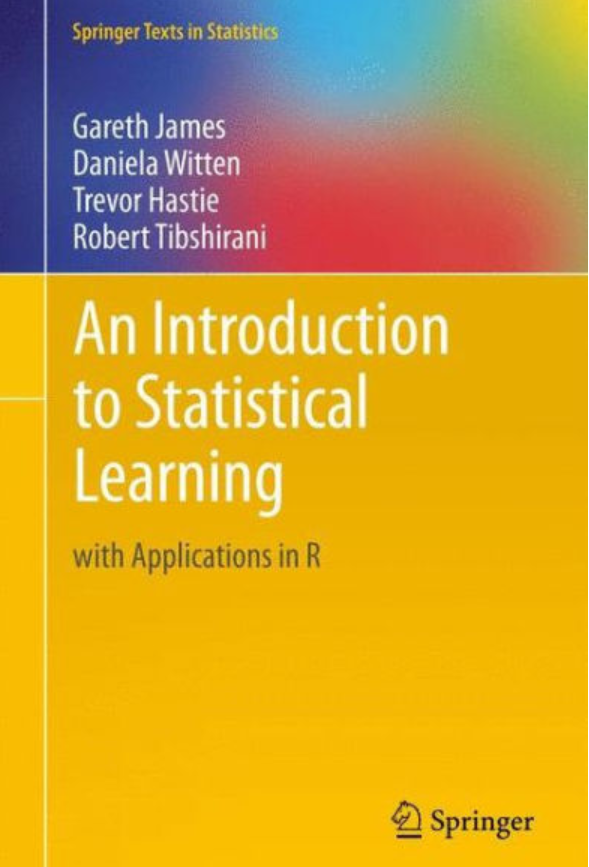 Springer Texts in Statistics
Gareth James
Daniela Witten
Trevor Hastie
Robert Tibshirani
An Introduction
to Statistical
Learning
with Applications in R
Springer